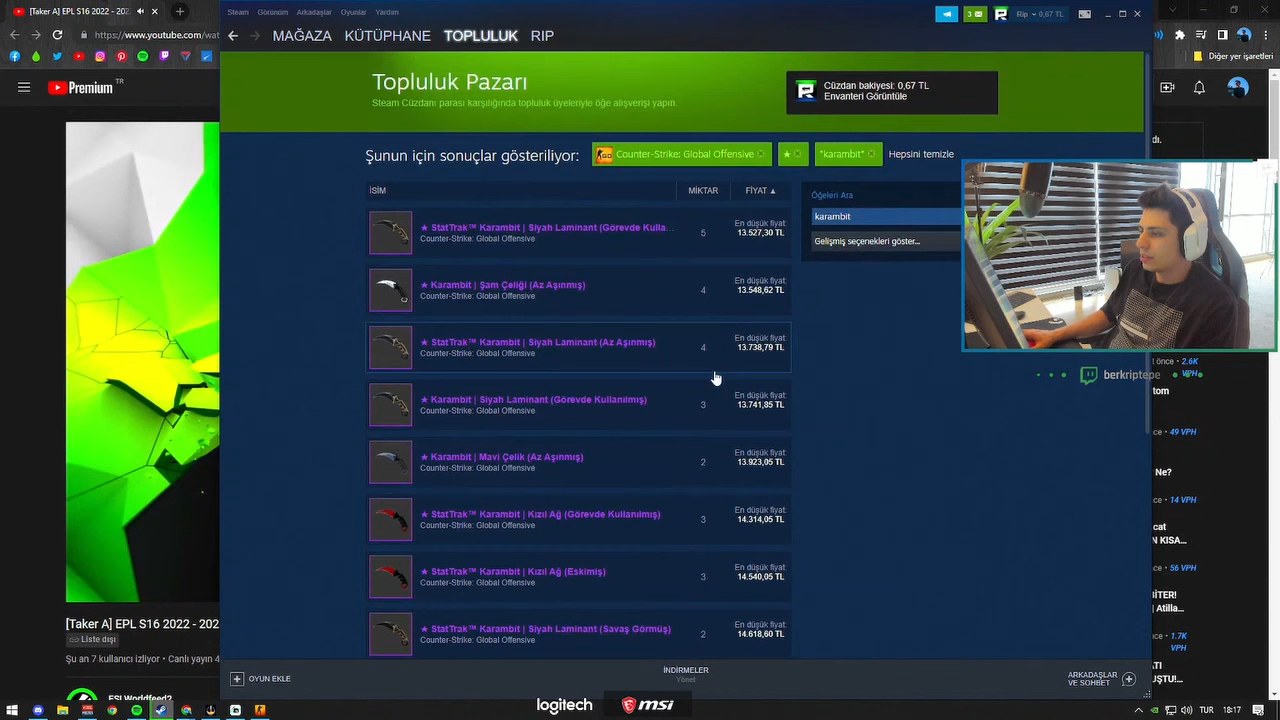 [Taker A] EPL S16 2022 - 202
https://www.youtube.com/wat
Premium TR
[Taker A] EPL S16 2022 - 2023
Liste dışı
Şu an 7 kullanıcı izliyor • Canlı yayın 4
ESLWorldFeed2
Steam Görünüm Arkadaşlar Oyunlar Yardım
3
Rip 0,67 TL
MAĞAZA KÜTÜPHANE TOPLULUK RIP
Topluluk Pazarı
Steam Cüzdanı parası karşılığında topluluk üyeleriyle öğe alışverişi yapın.
Cüzdan bakiyesi: 0,67 TL
Envanteri Görüntüle
Şunun için sonuçlar gösteriliyor: Counter-Strike: Global Offensive × ★ × "karambit" × Hepsini temizle
İSİM MİKTAR FİYAT ▲
★ StatTrak™ Karambit | Siyah Laminant (Görevde Kulla...
Counter-Strike: Global Offensive
5
En düşük fiyat:
13.527,30 TL
★ Karambit | Şam Çeliği (Az Aşınmış)
Counter-Strike: Global Offensive
4
En düşük fiyat:
13.548,62 TL
★ StatTrak™ Karambit | Siyah Laminant (Az Aşınmış)
Counter-Strike: Global Offensive
4
En düşük fiyat:
13.738,79 TL
★ Karambit | Siyah Laminant (Görevde Kullanılmış)
Counter-Strike: Global Offensive
3
En düşük fiyat:
13.741,85 TL
★ Karambit | Mavi Çelik (Az Aşınmış)
Counter-Strike: Global Offensive
2
En düşük fiyat:
13.923,05 TL
★ StatTrak™ Karambit | Kızıl Ağ (Görevde Kullanılmış)
Counter-Strike: Global Offensive
3
En düşük fiyat:
14.314,05 TL
★ StatTrak™ Karambit | Kızıl Ağ (Eskimiş)
Counter-Strike: Global Offensive
3
En düşük fiyat:
14.540,05 TL
★ StatTrak™ Karambit | Siyah Laminant (Savaş Görmüş)
Counter-Strike: Global Offensive
2
En düşük fiyat:
14.618,60 TL
Öğeleri Ara
karambit
Gelişmiş seçenekleri göster...
berkriptepe
önce • 2.6K
VPH
49 VPH
Ne?
14 VPH
KISA...
56 VPH
Atilla...
1.7K
VPH
OYUN EKLE
İNDİRMELER
Yönet
ARKADAŞLAR
VE SOHBET
logitech
msi
TUR 18:17